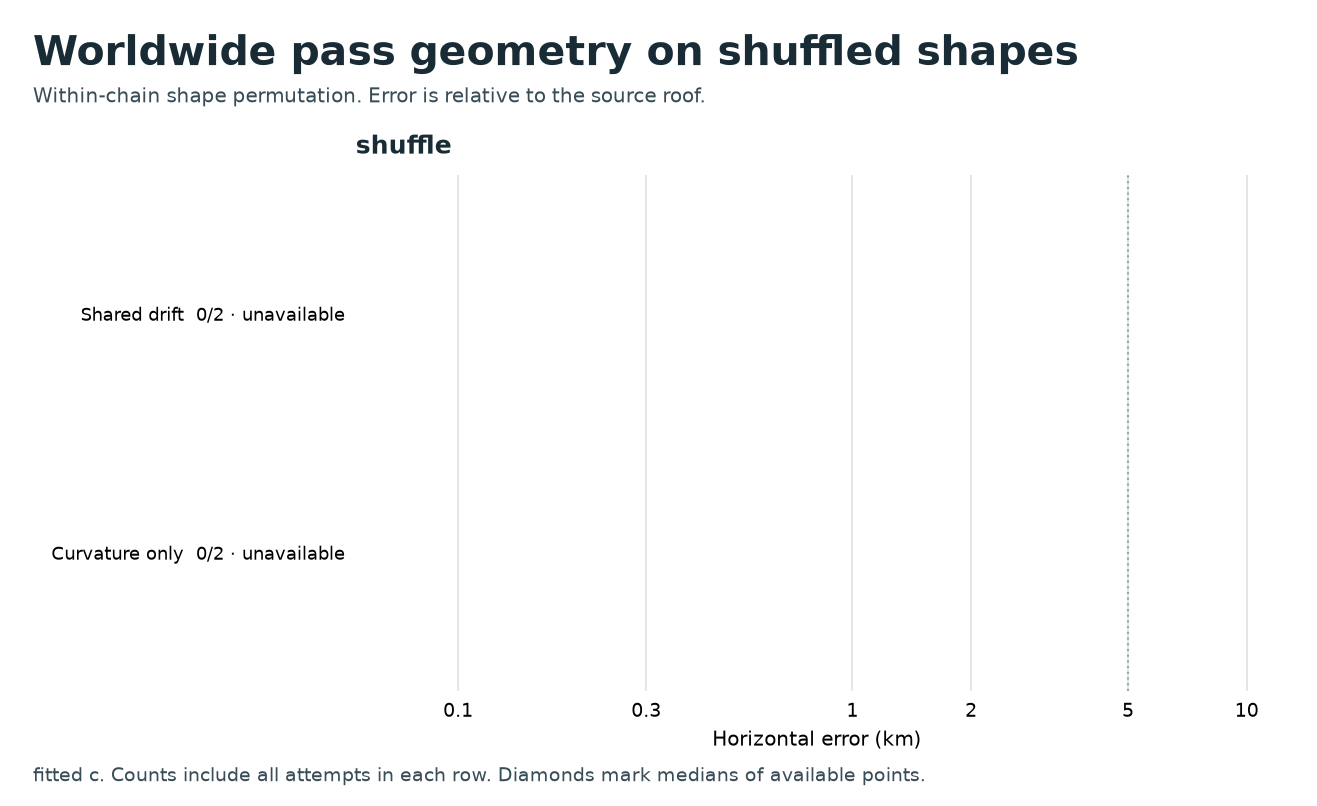 Worldwide pass geometry on shuffled shapes
Within-chain shape permutation. Error is relative to the source roof.
shuffle
Shared drift 0/2 · unavailable
Curvature only 0/2 · unavailable
0.1 0.3 1 2 5 10
Horizontal error (km)
fitted c. Counts include all attempts in each row. Diamonds mark medians of available points.